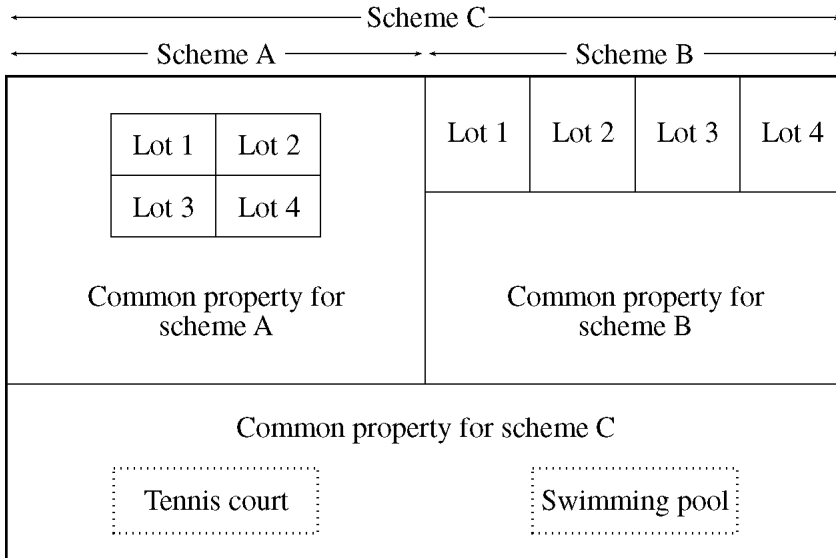 Scheme C
Scheme A
Scheme B
Lot 1
Lot 2
Lot 3
Lot 4
Lot 1
Lot 2
Lot 3
Lot 4
Common property for
scheme A
Common property for
scheme B
Common property for scheme C
Tennis court
Swimming pool